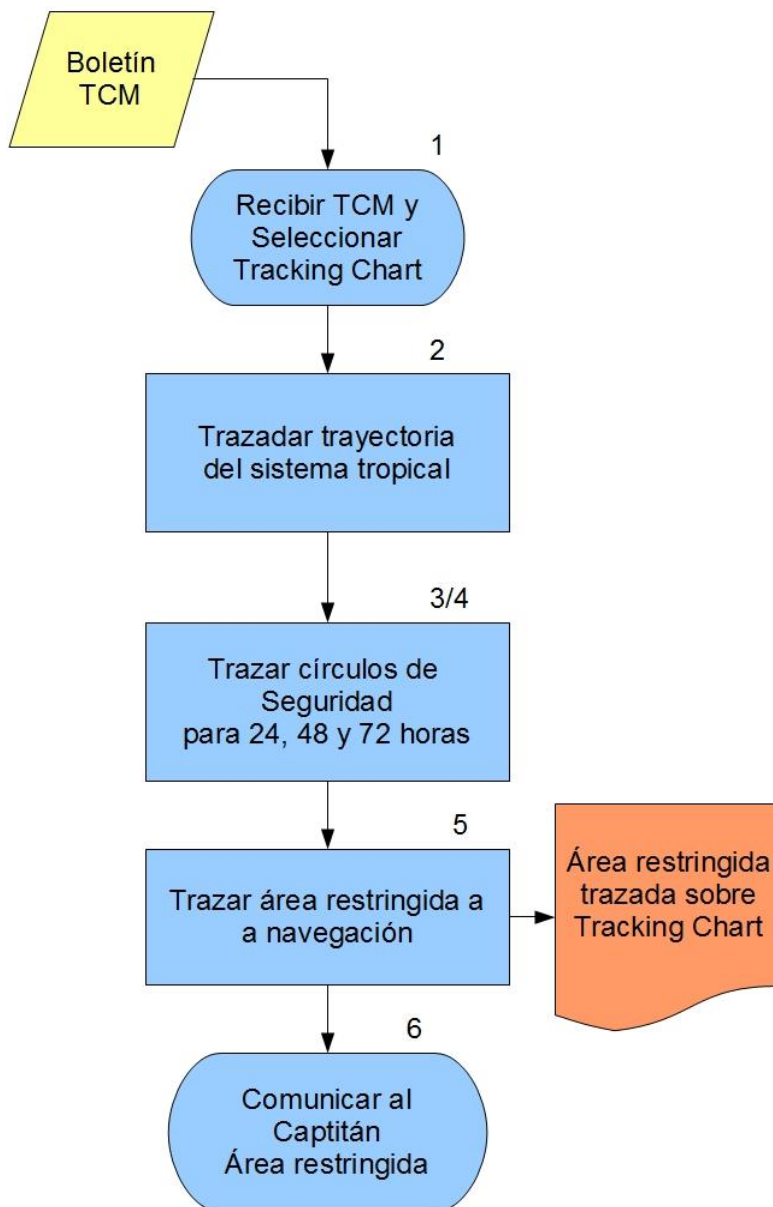 Boletín
TCM
1
Recibir TCM y
Seleccionar
Tracking Chart
2
Trazadar trayectoria
del sistema tropical
3/4
Trazar círculos de
Seguridad
para 24, 48 y 72 horas
5
Trazar área restringida a
a navegación
Área restringida
trazada sobre
Tracking Chart
6
Comunicar al
Captitán
Área restringida